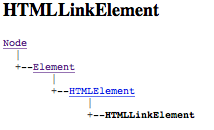 HTMLLinkElement
Node
|
+--Element
|
+--HTMLElement
|
+--HTMLLinkElement